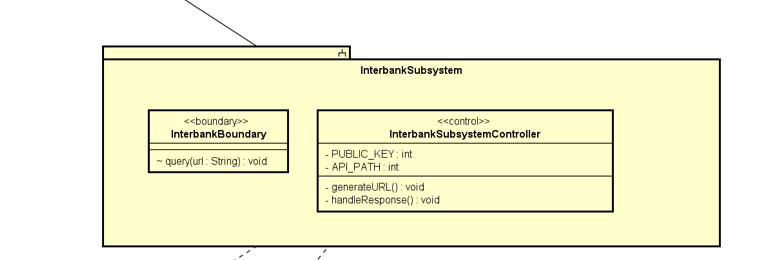 InterbankSubsystem
<<boundary>>
InterbankBoundary
~ query(url : String) : void
<<control>>
InterbankSubsystemController
- PUBLIC_KEY : int
- API_PATH : int
- generateURL() : void
- handleResponse() : void